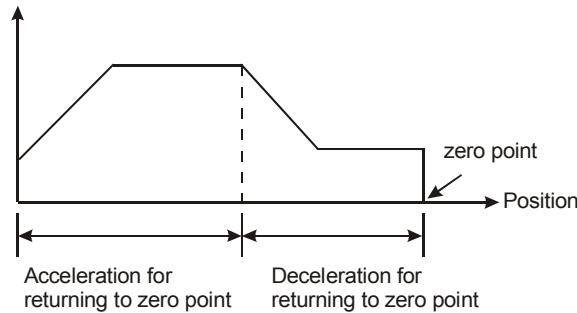 zero point
Position
Acceleration for
returning to zero point
Deceleration for
returning to zero point